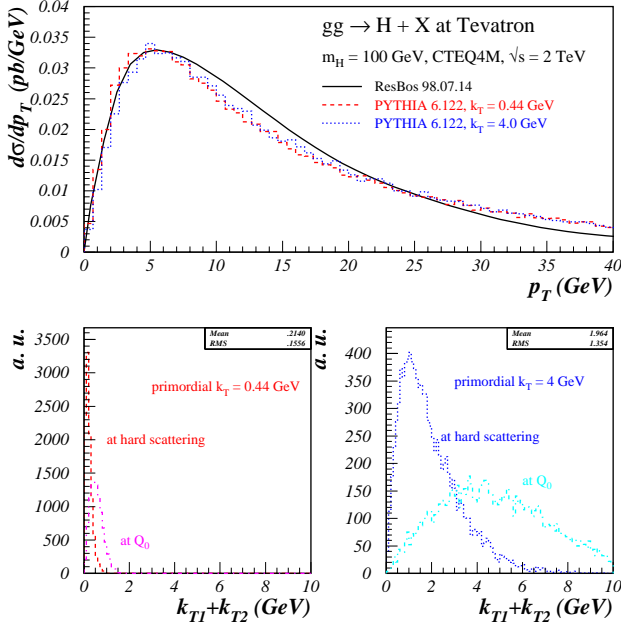 gg → H + X at Tevatron
m_H = 100 GeV, CTEQ4M, √s = 2 TeV
ResBos 98.07.14
PYTHIA 6.122, k_T = 0.44 GeV
PYTHIA 6.122, k_T = 4.0 GeV
dσ/dp_T (pb/GeV)
0.04
0.035
0.03
0.025
0.02
0.015
0.01
0.005
0
0 5 10 15 20 25 30 35 40
p_T (GeV)
a. u.
3500
3000
2500
2000
1500
1000
500
0
Mean .2140
RMS .1556
primordial k_T = 0.44 GeV
at hard scattering
at Q_0
0 2 4 6 8 10
k_T1+k_T2 (GeV)
a. u.
400
350
300
250
200
150
100
50
0
Mean 1.964
RMS 1.354
primordial k_T = 4 GeV
at hard scattering
at Q_0
0 2 4 6 8 10
k_T1+k_T2 (GeV)